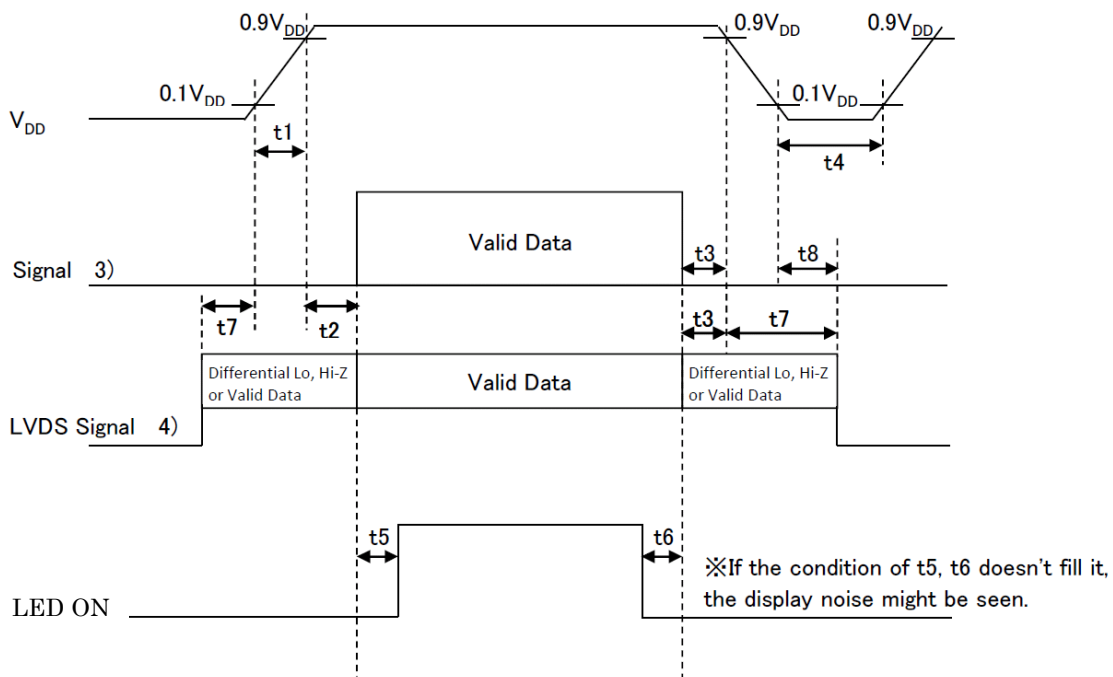 0.9VDD
0.9VDD
0.9VDD
0.1VDD
0.1VDD
VDD
t1
t4
Valid Data
Signal 3)
t3
t8
t7
t2
t3
t7
Differential Lo, Hi-Z
or Valid Data
Valid Data
Differential Lo, Hi-Z
or Valid Data
LVDS Signal 4)
t5
t6
※If the condition of t5, t6 doesn't fill it,
the display noise might be seen.
LED ON